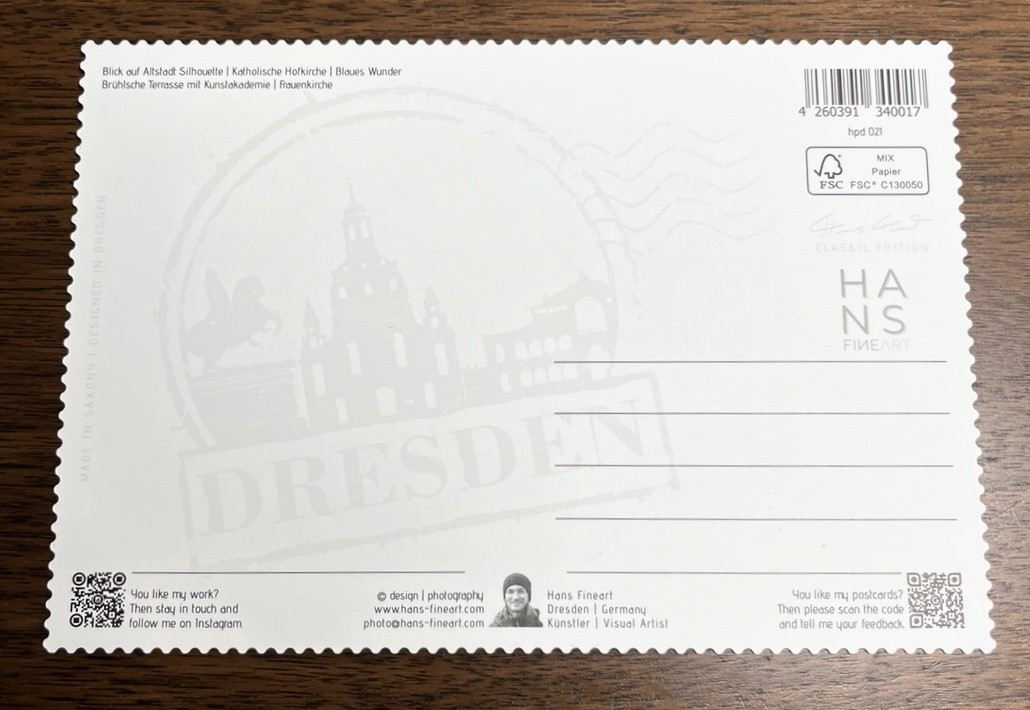 Blick auf Altstadt Silhouette | Katholische Hofkirche | Blaues Wunder
Brühlsche Terrasse mit Kunstakademie | Frauenkirche
4 260391 340017
hpd 021
MIX
Papier
FSC FSC® C130050
CLASSIC EDITION
HA
NS
FINEART
MADE IN SAXONY | DESIGNED IN DRESDEN
DRESDEN
You like my work?
Then stay in touch and
follow me on Instagram
© design | photography
www.hans-fineart.com
photo@hans-fineart.com
Hans Fineart
Dresden | Germany
Künstler | Visual Artist
You like my postcards?
Then please scan the code
and tell me your feedback.